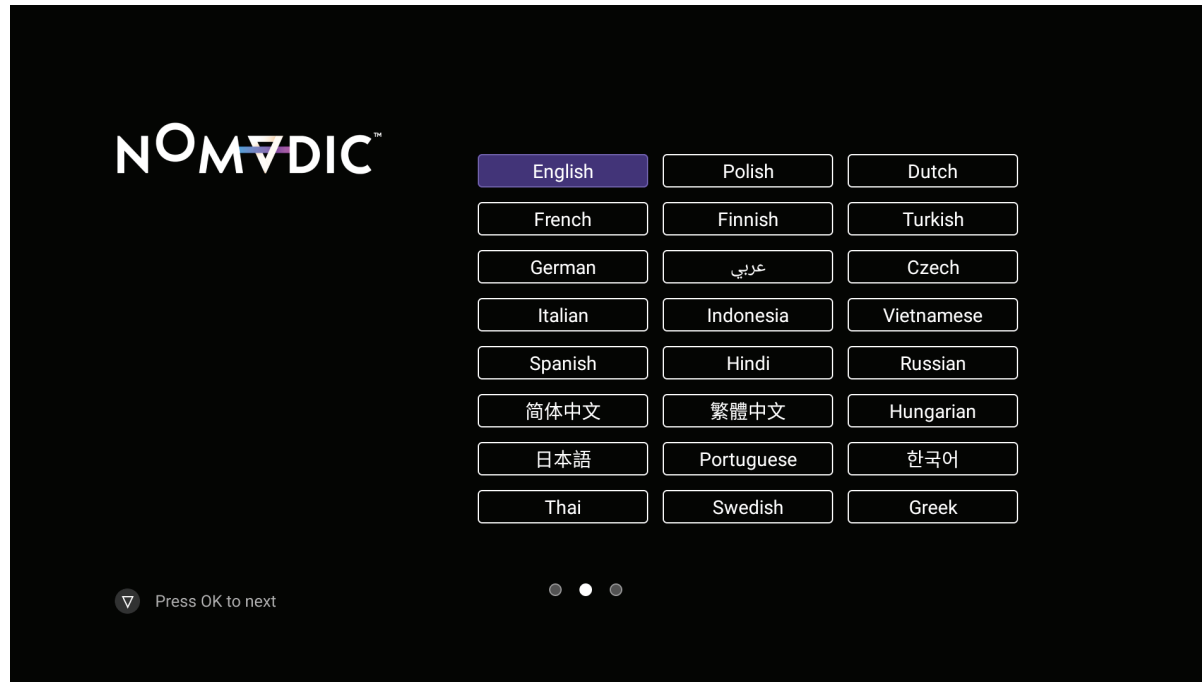 NOMADIC™
English Polish Dutch
French Finnish Turkish
German عربي Czech
Italian Indonesia Vietnamese
Spanish Hindi Russian
简体中文 繁體中文 Hungarian
日本語 Portuguese 한국어
Thai Swedish Greek
Press OK to next